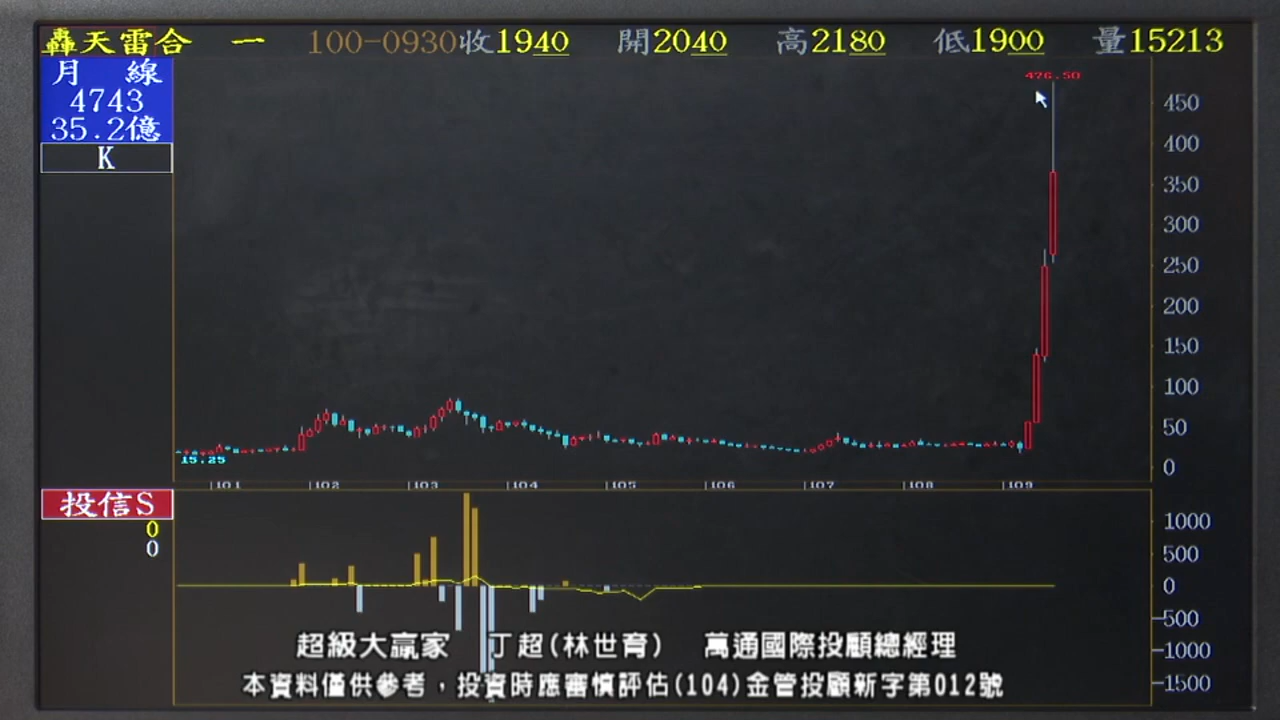 轟天雷合 一 100-0930收1940 開2040 高2180 低1900 量15213
月 線
4743
35.2億
K
476.50
450
400
350
300
250
200
150
100
50
0
15.25
101 102 103 104 105 106 107 108 109
投信S
0
0
1000
500
0
-500
-1000
-1500
超級大贏家 丁超(林世育) 萬通國際投顧總經理
本資料僅供參考，投資時應審慎評估(104)金管投顧新字第012號